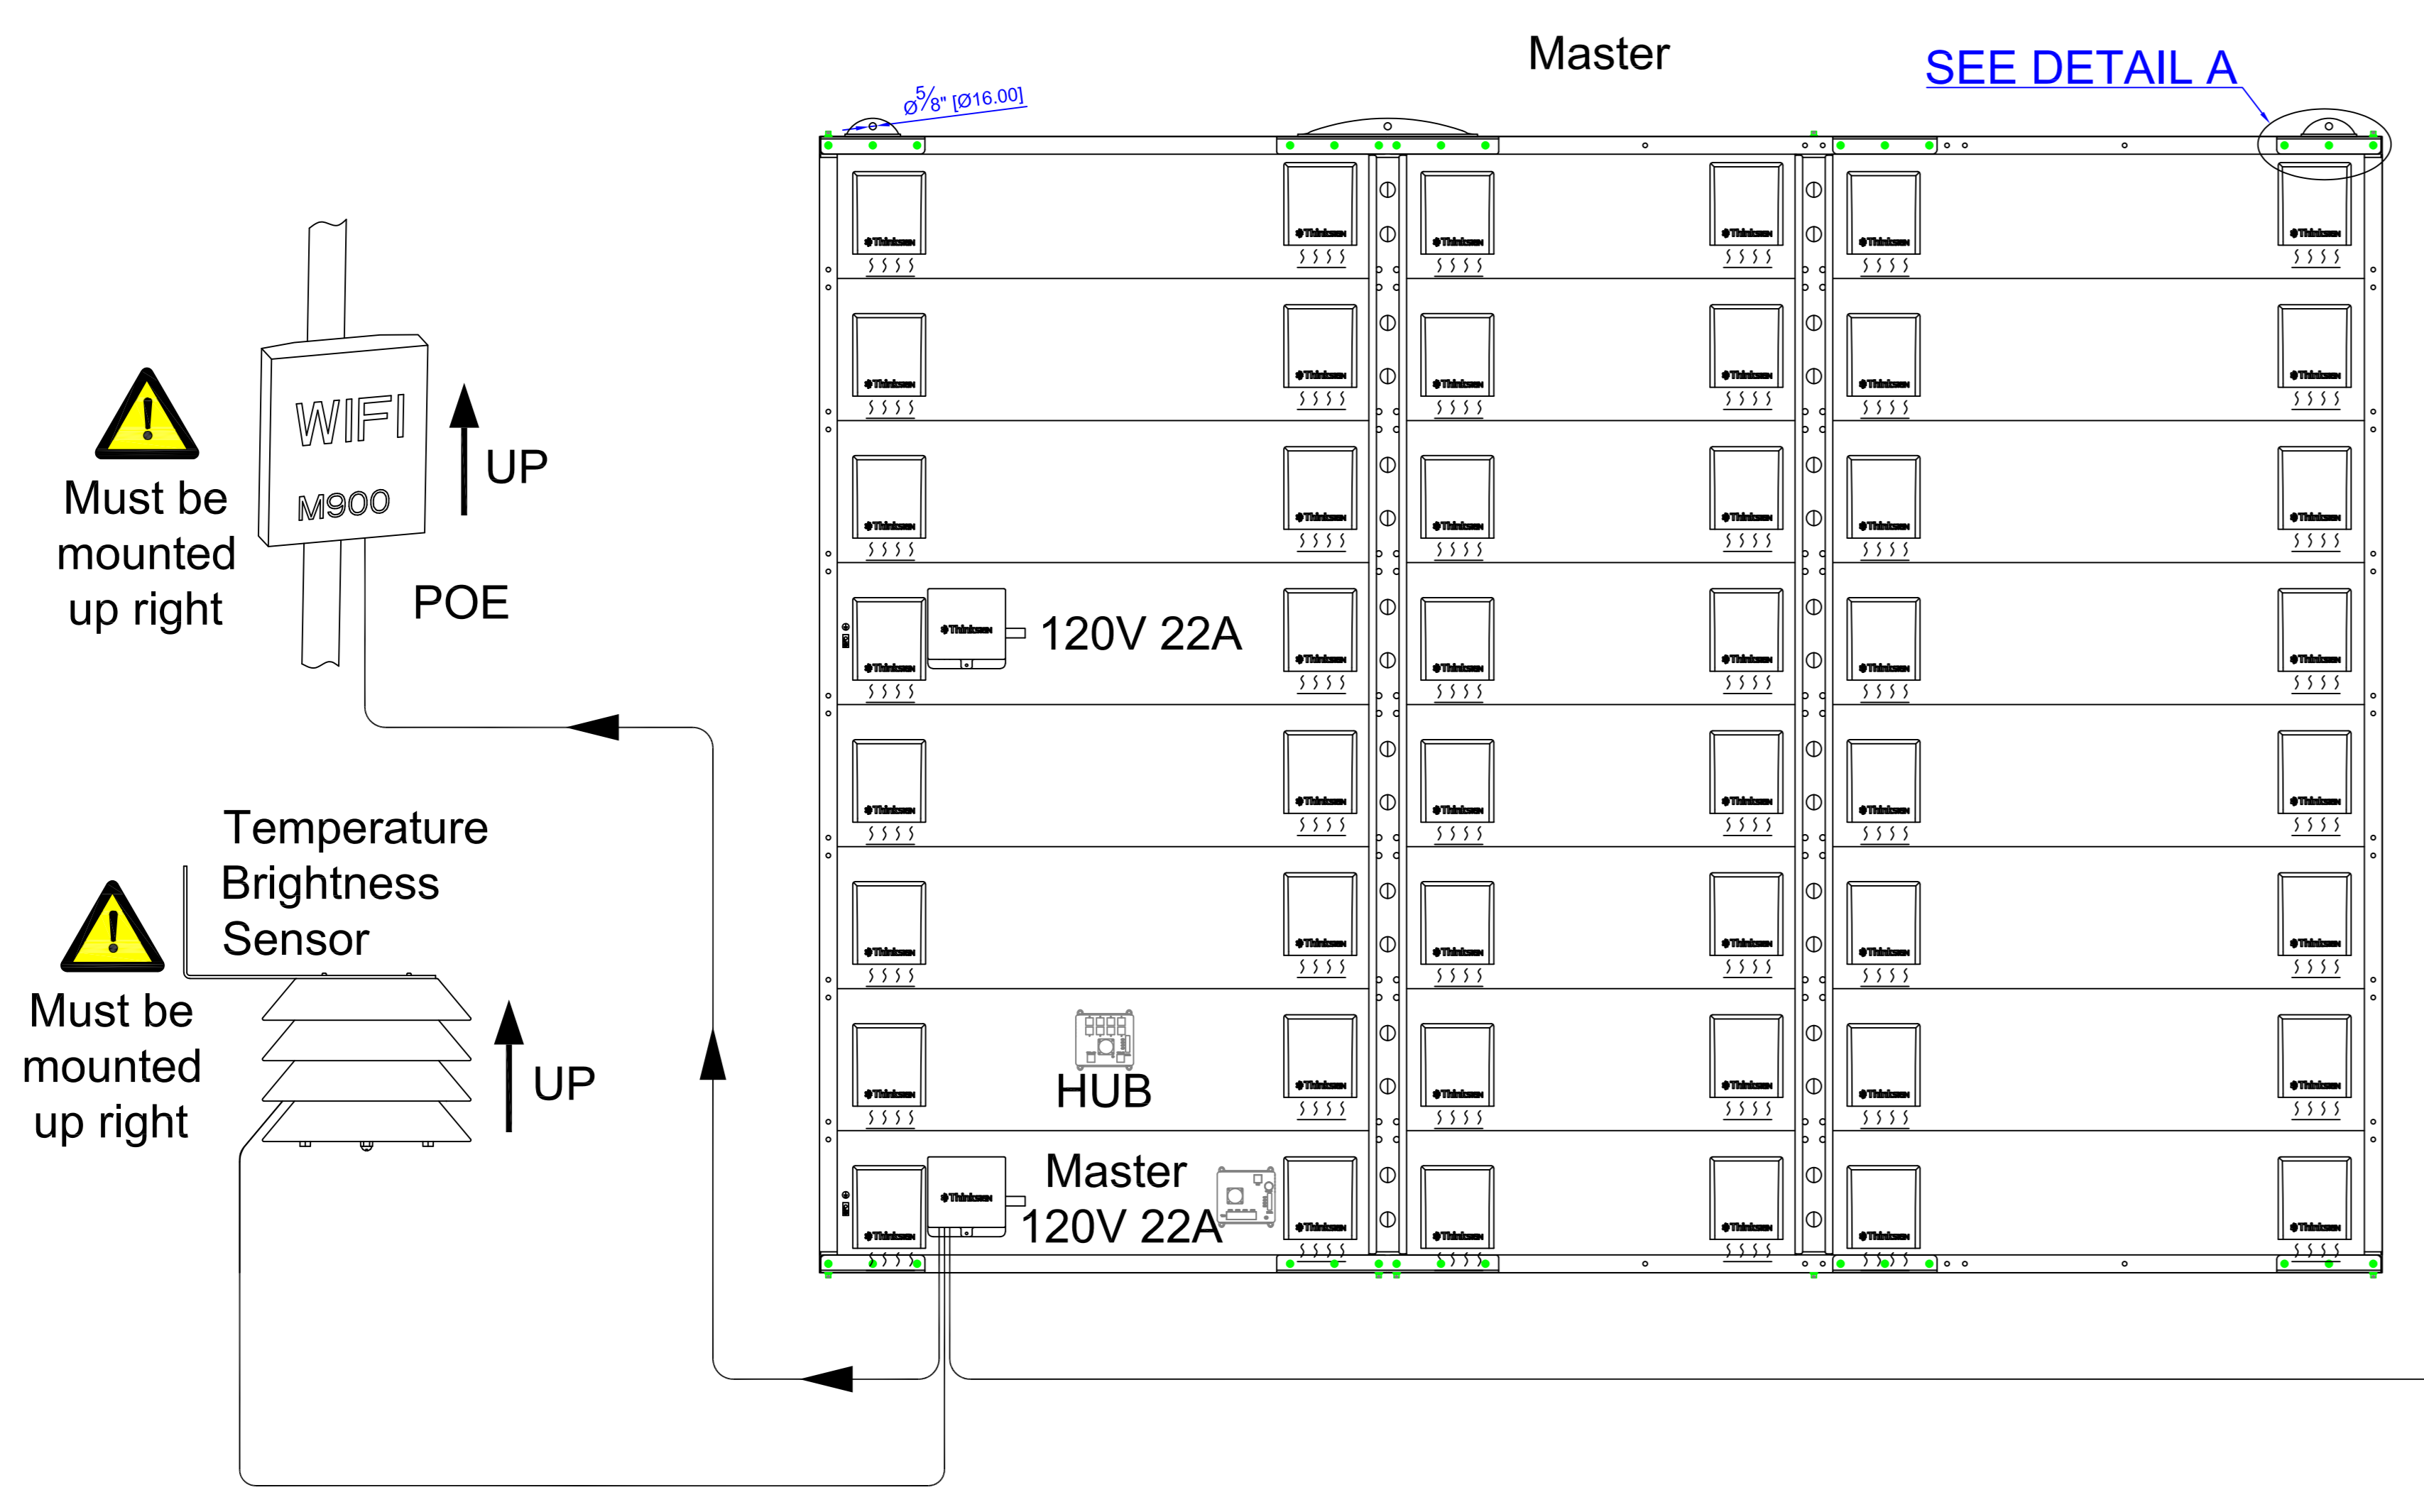 Master
SEE DETAIL A
Ø5/8" [Ø16.00]
WIFI
M900
UP
Must be
mounted
up right
POE
120V 22A
Temperature
Brightness
Sensor
Must be
mounted
up right
UP
HUB
Master
120V 22A